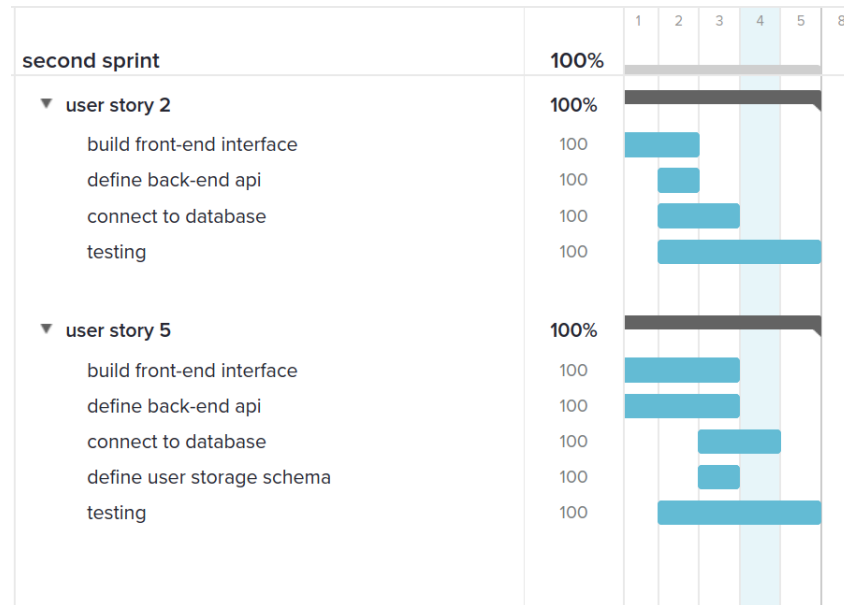 1 2 3 4 5 8
second sprint 100%
user story 2 100%
build front-end interface 100
define back-end api 100
connect to database 100
testing 100
user story 5 100%
build front-end interface 100
define back-end api 100
connect to database 100
define user storage schema 100
testing 100